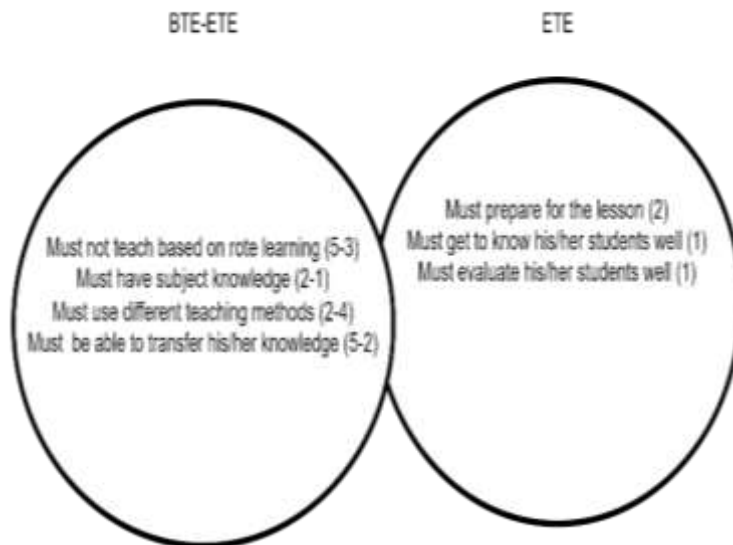 BTE-ETE
ETE
Must not teach based on rote learning (5-3)
Must have subject knowledge (2-1)
Must use different teaching methods (2-4)
Must be able to transfer his/her knowledge (5-2)
Must prepare for the lesson (2)
Must get to know his/her students well (1)
Must evaluate his/her students well (1)